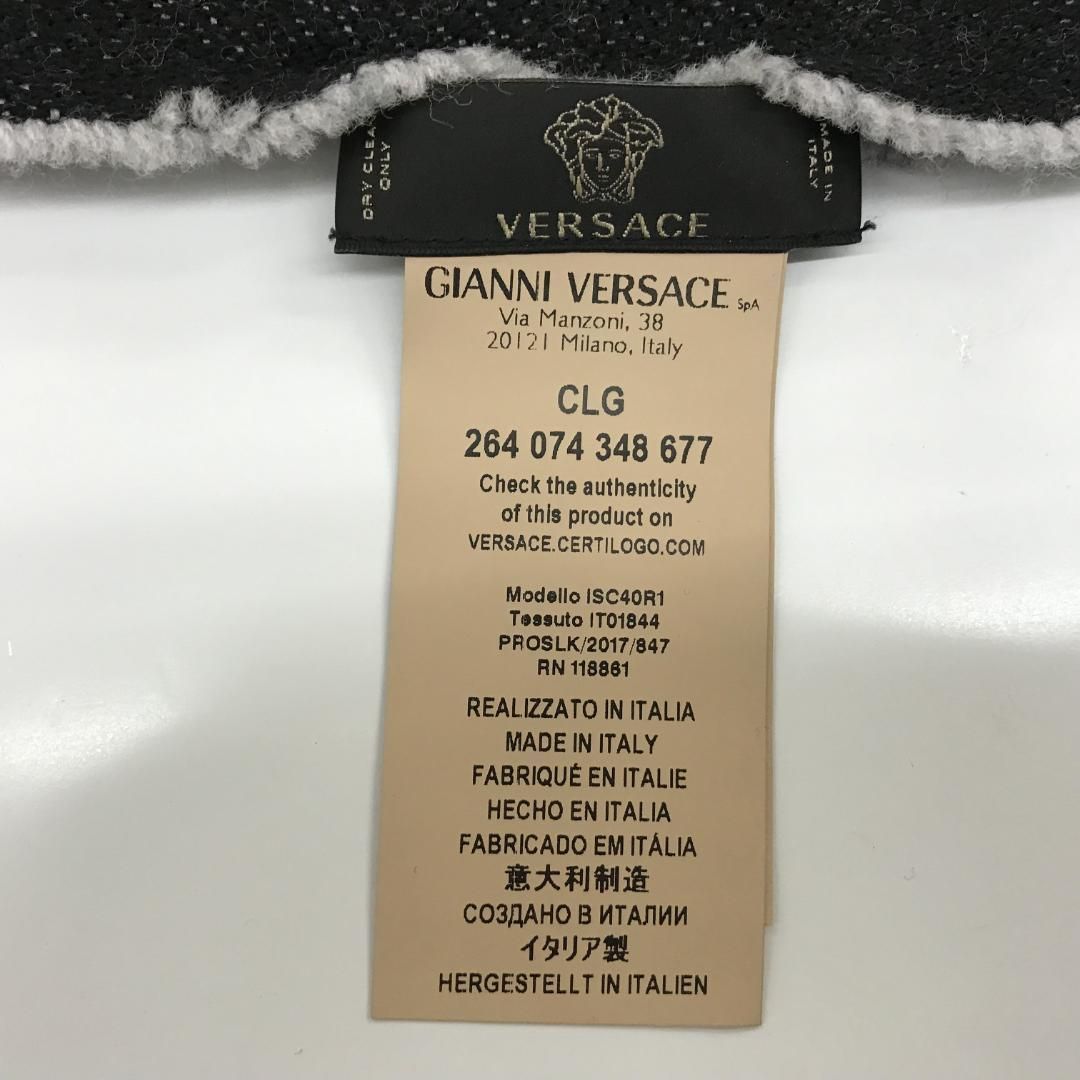 DRY CLEA
ONLY
VERSACE
MADE IN
ITALY
GIANNI VERSACE SpA
Via Manzoni, 38
20121 Milano, Italy
CLG
264 074 348 677
Check the authenticity
of this product on
VERSACE.CERTILOGO.COM
Modello ISC40R1
Tessuto IT01844
PROSLK/2017/847
RN 118861
REALIZZATO IN ITALIA
MADE IN ITALY
FABRIQUÉ EN ITALIE
HECHO EN ITALIA
FABRICADO EM ITÁLIA
意大利制造
СОЗДАНО В ИТАЛИИ
イタリア製
HERGESTELLT IN ITALIEN